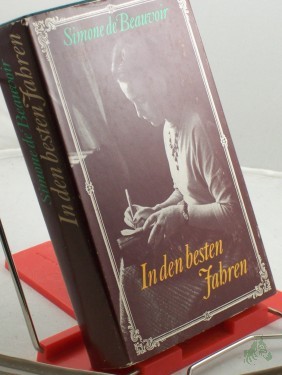 Simone de Beauvoir
In den besten Jahren
Simone de Beauvoir
In den besten
Jahren